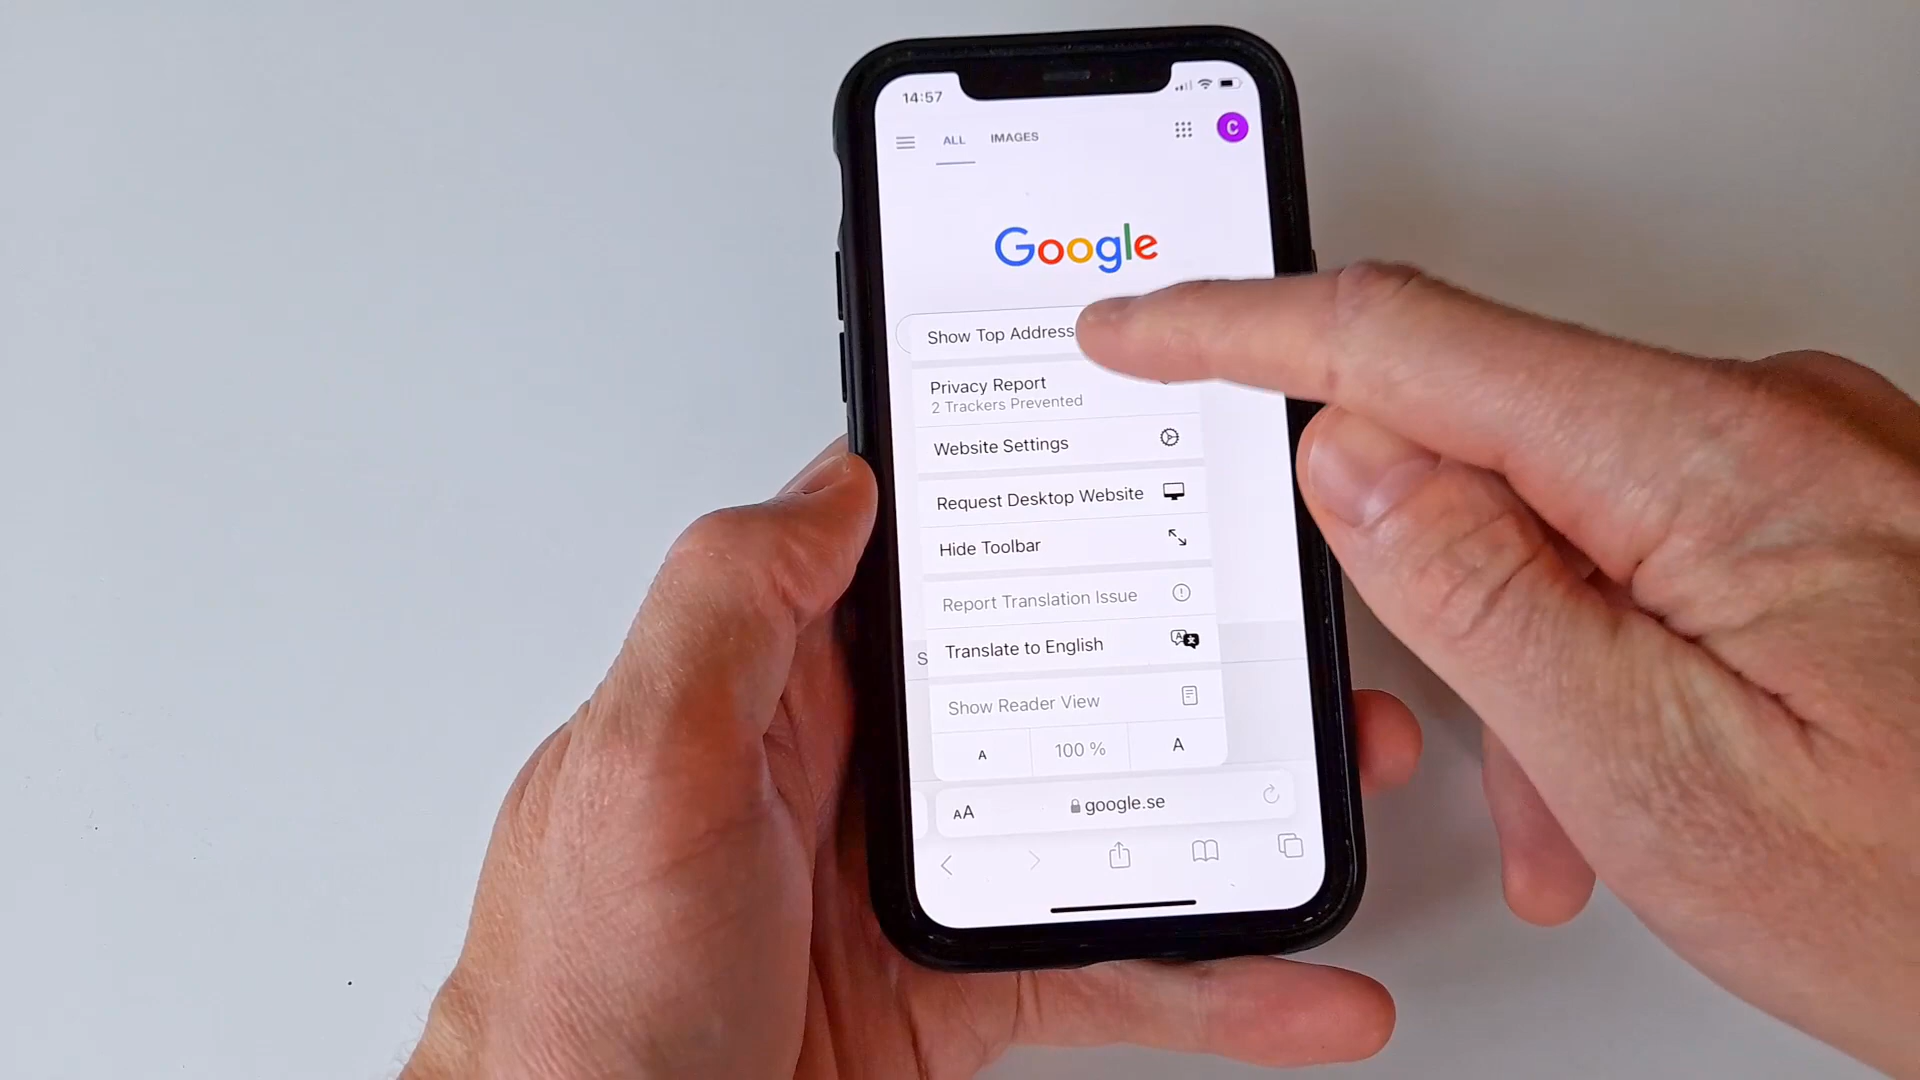 14:57
ALL IMAGES
C
Google
Show Top Address
Privacy Report
2 Trackers Prevented
Website Settings
Request Desktop Website
Hide Toolbar
Report Translation Issue
Translate to English
S
Show Reader View
A 100 % A
AA google.se